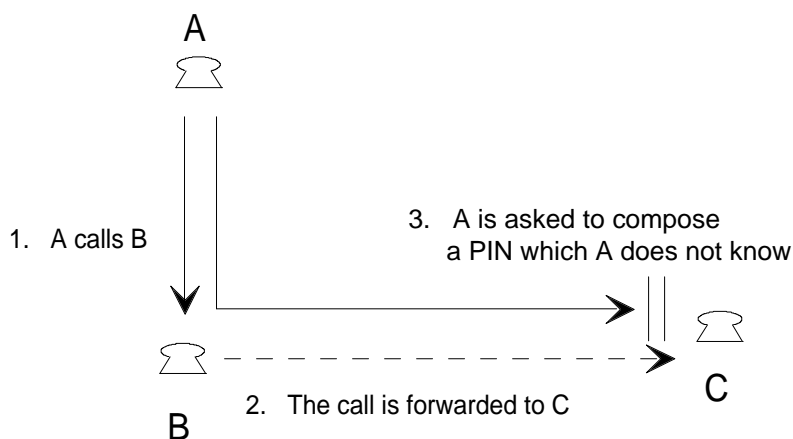 A
1. A calls B
3. A is asked to compose
a PIN which A does not know
B
2. The call is forwarded to C
C